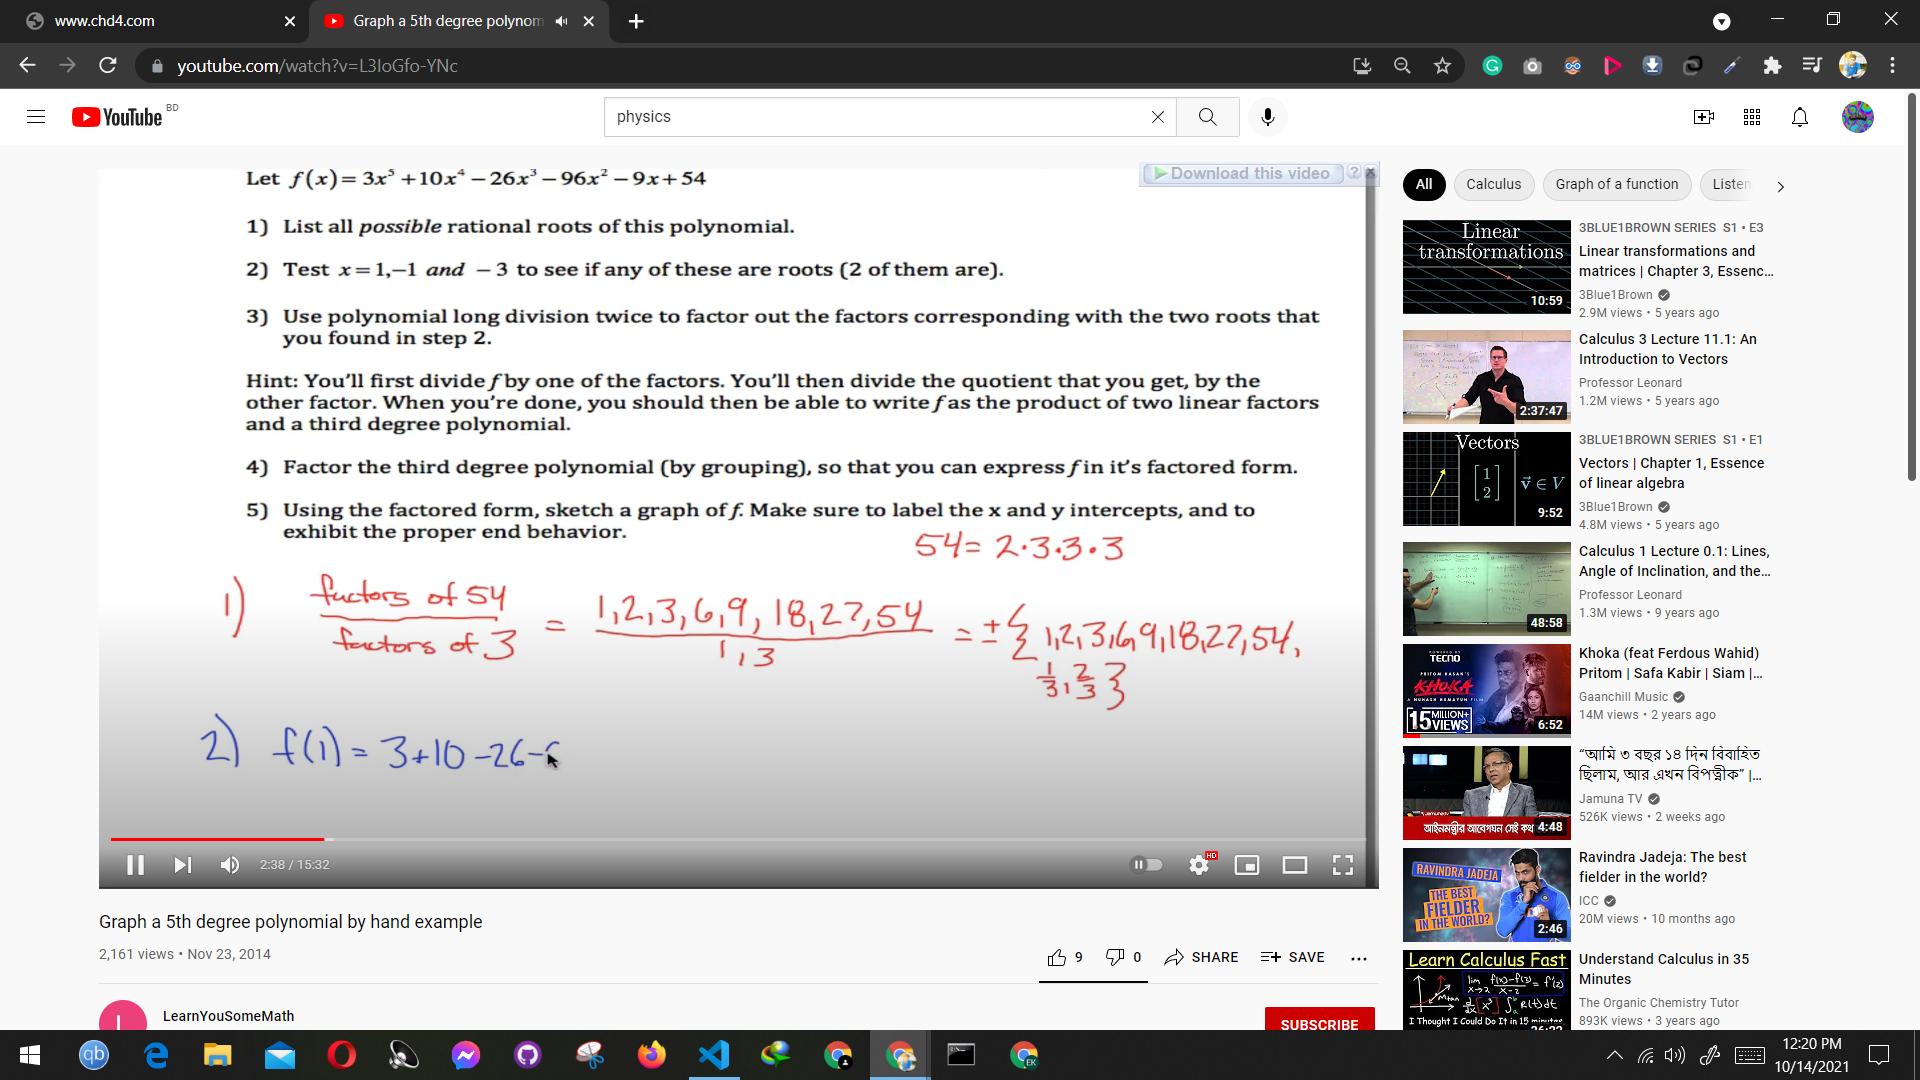 www.chd4.com
Graph a 5th degree polynom
youtube.com/watch?v=L3IoGfo-YNc
YouTube BD
physics
Download this video
Let f(x)= 3x⁵ +10x⁴ – 26x³ – 96x² – 9x + 54
1) List all possible rational roots of this polynomial.
2) Test x = 1,–1 and – 3 to see if any of these are roots (2 of them are).
3) Use polynomial long division twice to factor out the factors corresponding with the two roots that
you found in step 2.
Hint: You'll first divide f by one of the factors. You'll then divide the quotient that you get, by the
other factor. When you're done, you should then be able to write f as the product of two linear factors
and a third degree polynomial.
4) Factor the third degree polynomial (by grouping), so that you can express f in it's factored form.
5) Using the factored form, sketch a graph of f. Make sure to label the x and y intercepts, and to
exhibit the proper end behavior.
54 = 2·3·3·3
1) factors of 54 / factors of 3 = 1,2,3,6,9,18,27,54 / 1,3 = ± { 1,2,3,6,9,18,27,54,
1/3, 2/3 }
2) f(1) = 3+10-26-
2:38 / 15:32
HD
Graph a 5th degree polynomial by hand example
2,161 views • Nov 23, 2014
9
0
SHARE
SAVE
L
LearnYouSomeMath
SUBSCRIBE
All
Calculus
Graph of a function
Listen
Linear
transformations
10:59
3BLUE1BROWN SERIES S1 • E3
Linear transformations and
matrices | Chapter 3, Essenc...
3Blue1Brown
2.9M views • 5 years ago
2:37:47
Calculus 3 Lecture 11.1: An
Introduction to Vectors
Professor Leonard
1.2M views • 5 years ago
Vectors
[1 2] v⃗ ∈ V
9:52
3BLUE1BROWN SERIES S1 • E1
Vectors | Chapter 1, Essence
of linear algebra
3Blue1Brown
4.8M views • 5 years ago
48:58
Calculus 1 Lecture 0.1: Lines,
Angle of Inclination, and the...
Professor Leonard
1.3M views • 9 years ago
TECNO
KHOKA
15 MILLION+
VIEWS
6:52
Khoka (feat Ferdous Wahid)
Pritom | Safa Kabir | Siam |...
Gaanchill Music
14M views • 2 years ago
আইনমন্ত্রীর আবেগঘন সেই কথা
4:48
“আমি ৩ বছর ১৪ দিন বিবাহিত
ছিলাম, আর এখন বিপত্নীক” |...
Jamuna TV
526K views • 2 weeks ago
RAVINDRA JADEJA:
THE BEST
FIELDER
IN THE WORLD?
2:46
Ravindra Jadeja: The best
fielder in the world?
ICC
20M views • 10 months ago
Learn Calculus Fast
I Thought I Could Do It in 15 minutes
Understand Calculus in 35
Minutes
The Organic Chemistry Tutor
893K views • 3 years ago
12:20 PM
10/14/2021